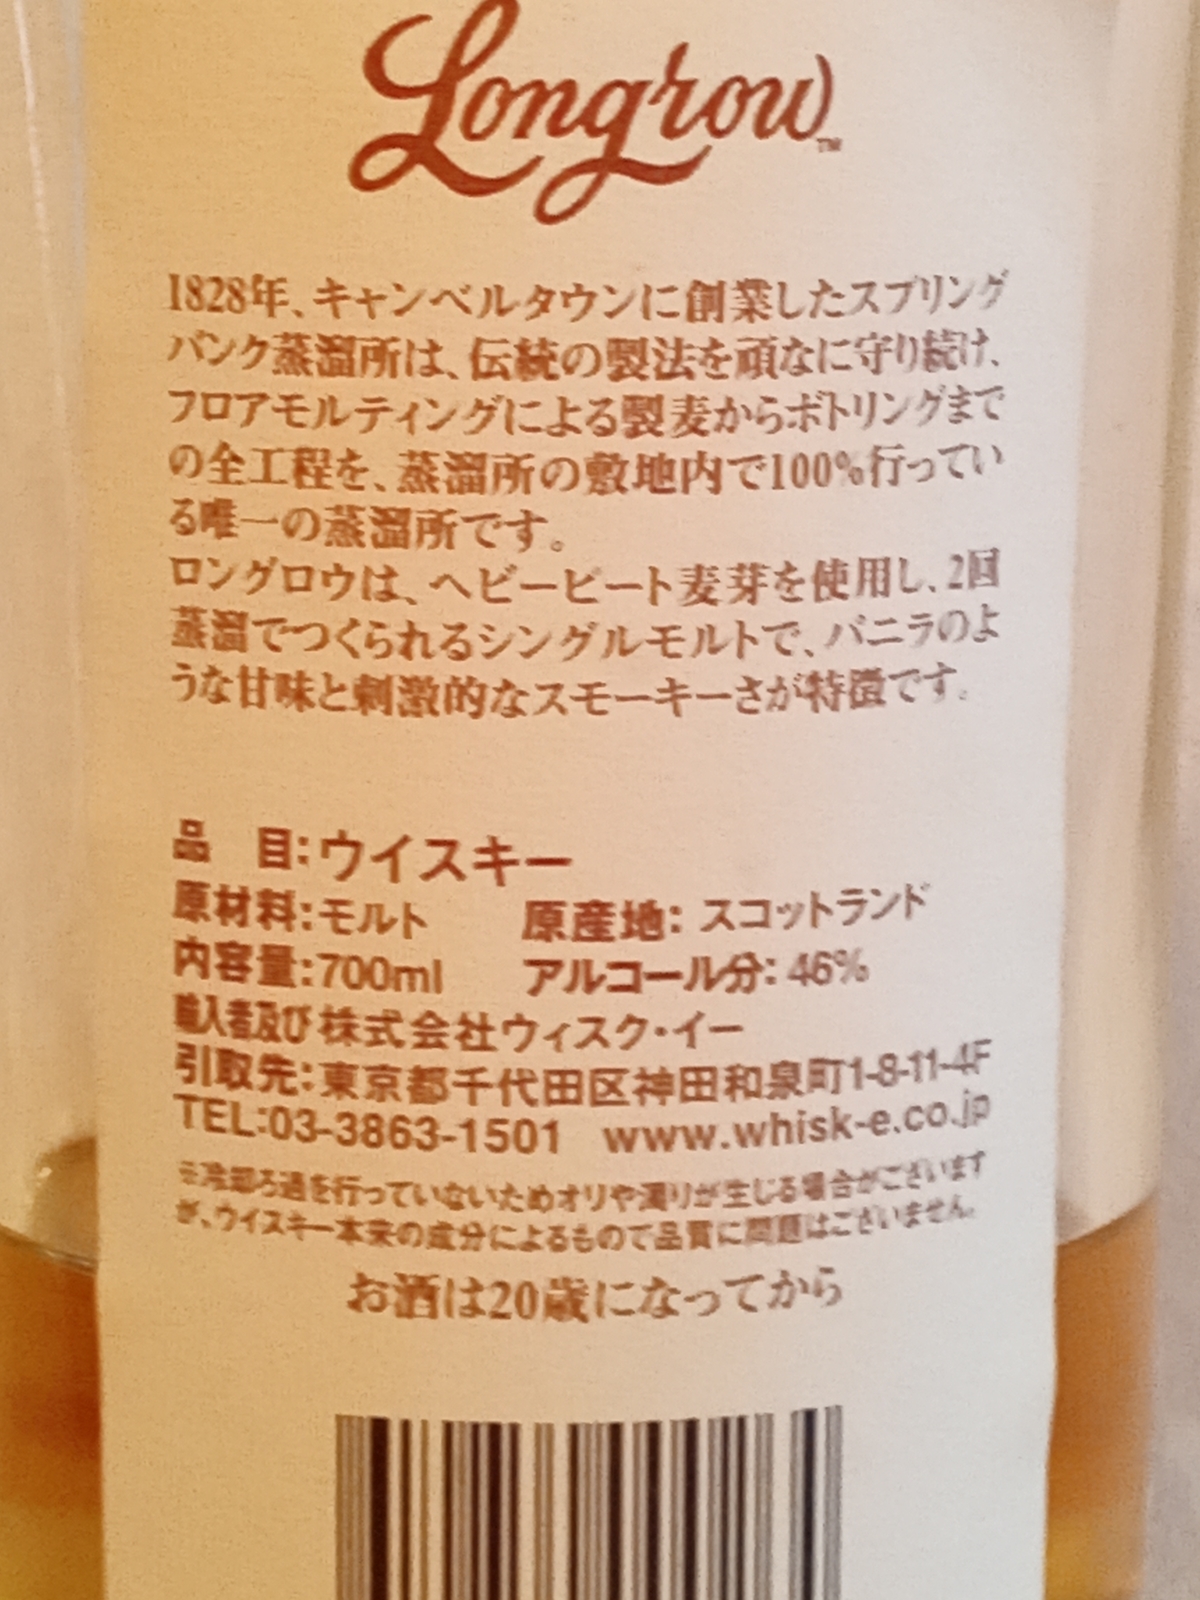 Longrow™
1828年、キャンベルタウンに創業したスプリング
バンク蒸溜所は、伝統の製法を頑なに守り続け、
フロアモルティングによる製麦からボトリングまで
の全工程を、蒸溜所の敷地内で100%行ってい
る唯一の蒸溜所です。
ロングロウは、ヘビーピート麦芽を使用し、2回
蒸溜でつくられるシングルモルトで、バニラのよ
うな甘味と刺激的なスモーキーさが特徴です。
品 目:ウイスキー
原材料:モルト 原産地:スコットランド
内容量:700ml アルコール分:46%
輸入者及び 株式会社ウィスク・イー
引取先:東京都千代田区神田和泉町1-8-11-4F
TEL:03-3863-1501 www.whisk-e.co.jp
※冷却ろ過を行っていないためオリや濁りが生じる場合がございます
が、ウイスキー本来の成分によるもので品質に問題はございません。
お酒は20歳になってから